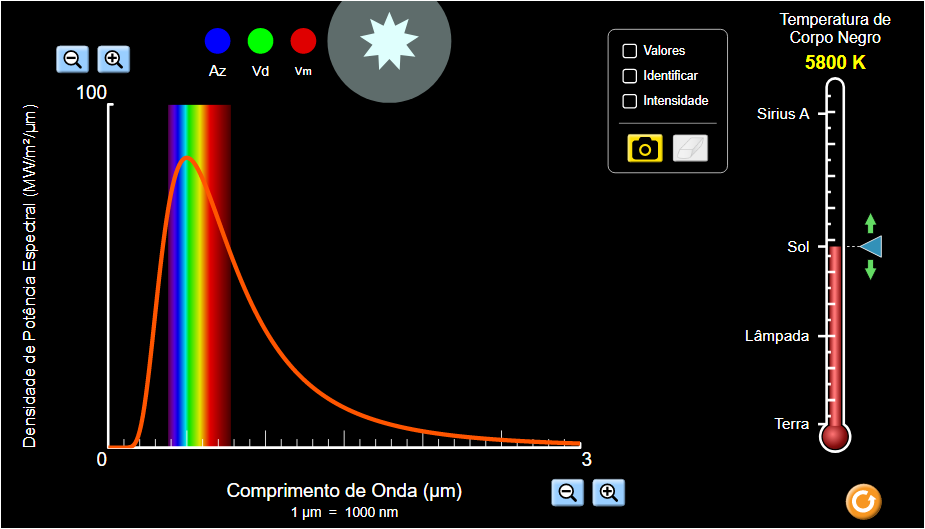 Temperatura de
Corpo Negro
5800 K
Az
Vd
Vm
Valores
Identificar
Intensidade
100
Densidade de Potência Espectral (MW/m²/μm)
Sirius A
Sol
Lâmpada
Terra
0
3
Comprimento de Onda (μm)
1 μm = 1000 nm